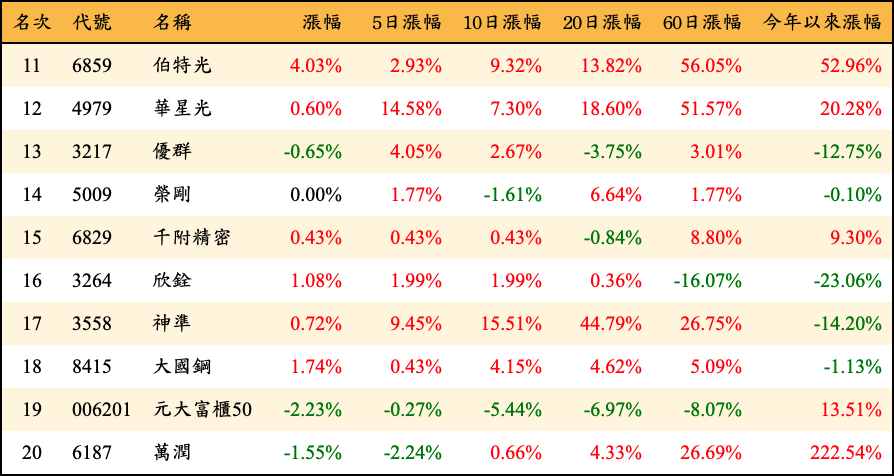 名次 代號 名稱 漲幅 5日漲幅 10日漲幅 20日漲幅 60日漲幅 今年以來漲幅
11 6859 伯特光 4.03% 2.93% 9.32% 13.82% 56.05% 52.96%
12 4979 華星光 0.60% 14.58% 7.30% 18.60% 51.57% 20.28%
13 3217 優群 -0.65% 4.05% 2.67% -3.75% 3.01% -12.75%
14 5009 榮剛 0.00% 1.77% -1.61% 6.64% 1.77% -0.10%
15 6829 千附精密 0.43% 0.43% 0.43% -0.84% 8.80% 9.30%
16 3264 欣銓 1.08% 1.99% 1.99% 0.36% -16.07% -23.06%
17 3558 神準 0.72% 9.45% 15.51% 44.79% 26.75% -14.20%
18 8415 大國鋼 1.74% 0.43% 4.15% 4.62% 5.09% -1.13%
19 006201 元大富櫃50 -2.23% -0.27% -5.44% -6.97% -8.07% 13.51%
20 6187 萬潤 -1.55% -2.24% 0.66% 4.33% 26.69% 222.54%